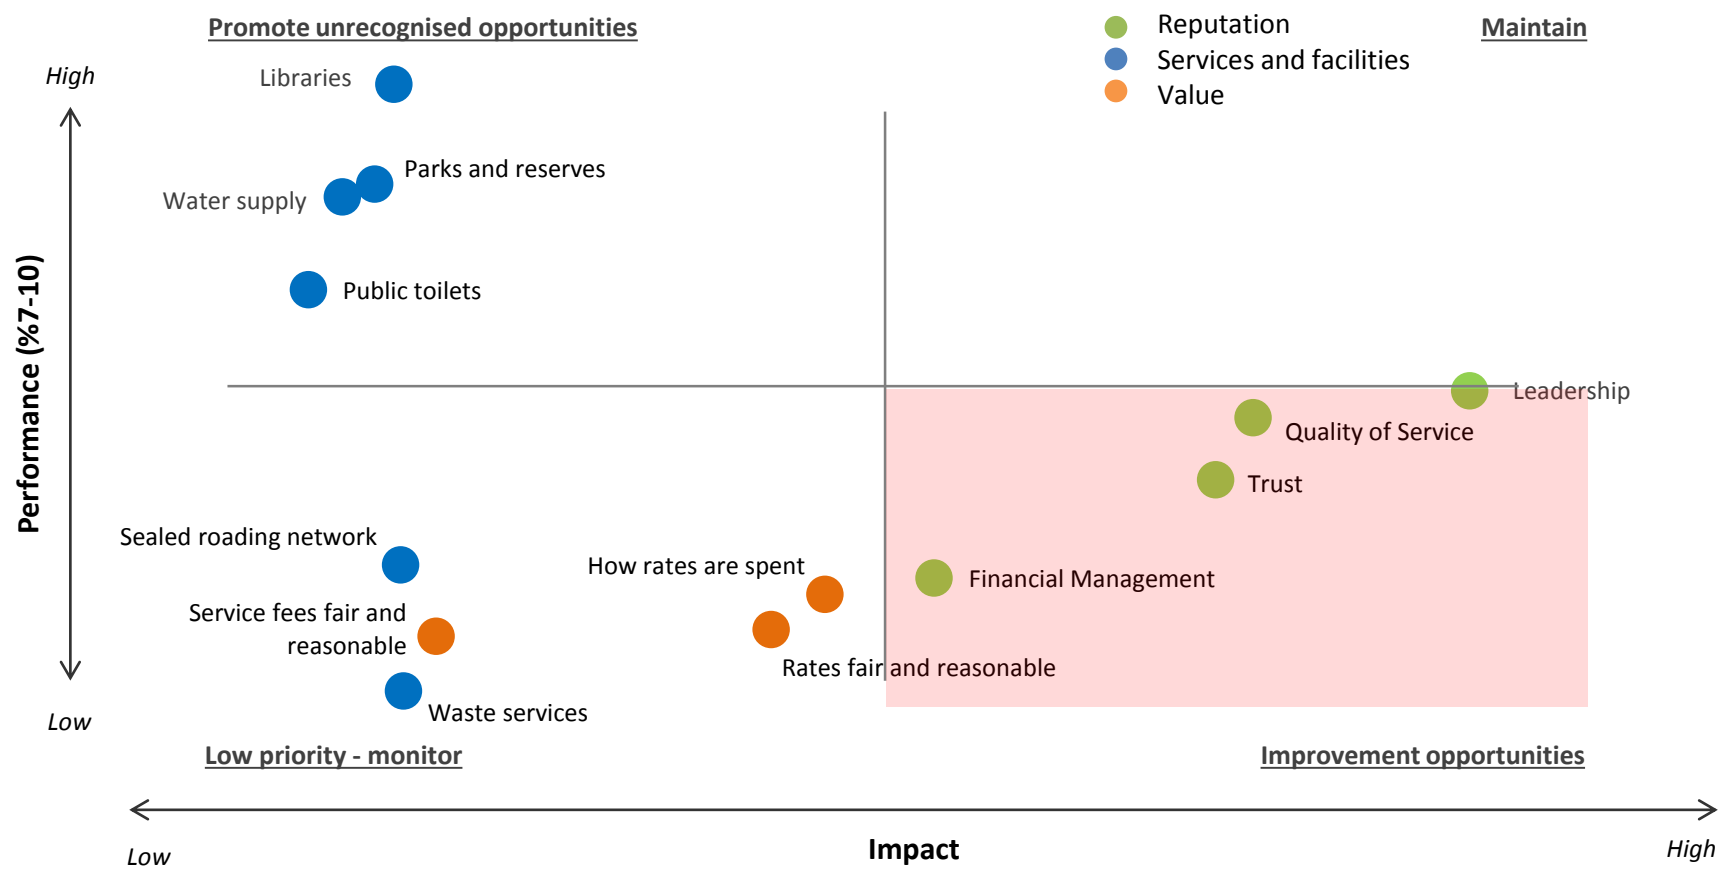 Promote unrecognised opportunities
Reputation
Maintain
Services and facilities
Value
High
Libraries
Parks and reserves
Water supply
Public toilets
Performance (%7-10)
Leadership
Quality of Service
Trust
Sealed roading network
How rates are spent
Financial Management
Service fees fair and
reasonable
Rates fair and reasonable
Waste services
Low
Low priority - monitor
Improvement opportunities
Low
Impact
High